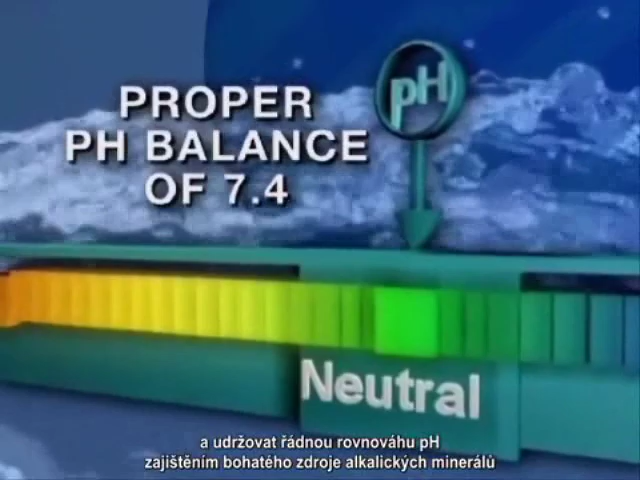 PROPER
PH BALANCE
OF 7.4
pH
Neutral
a udržovat řádnou rovnováhu pH
zajištěním bohatého zdroje alkalických minerálů